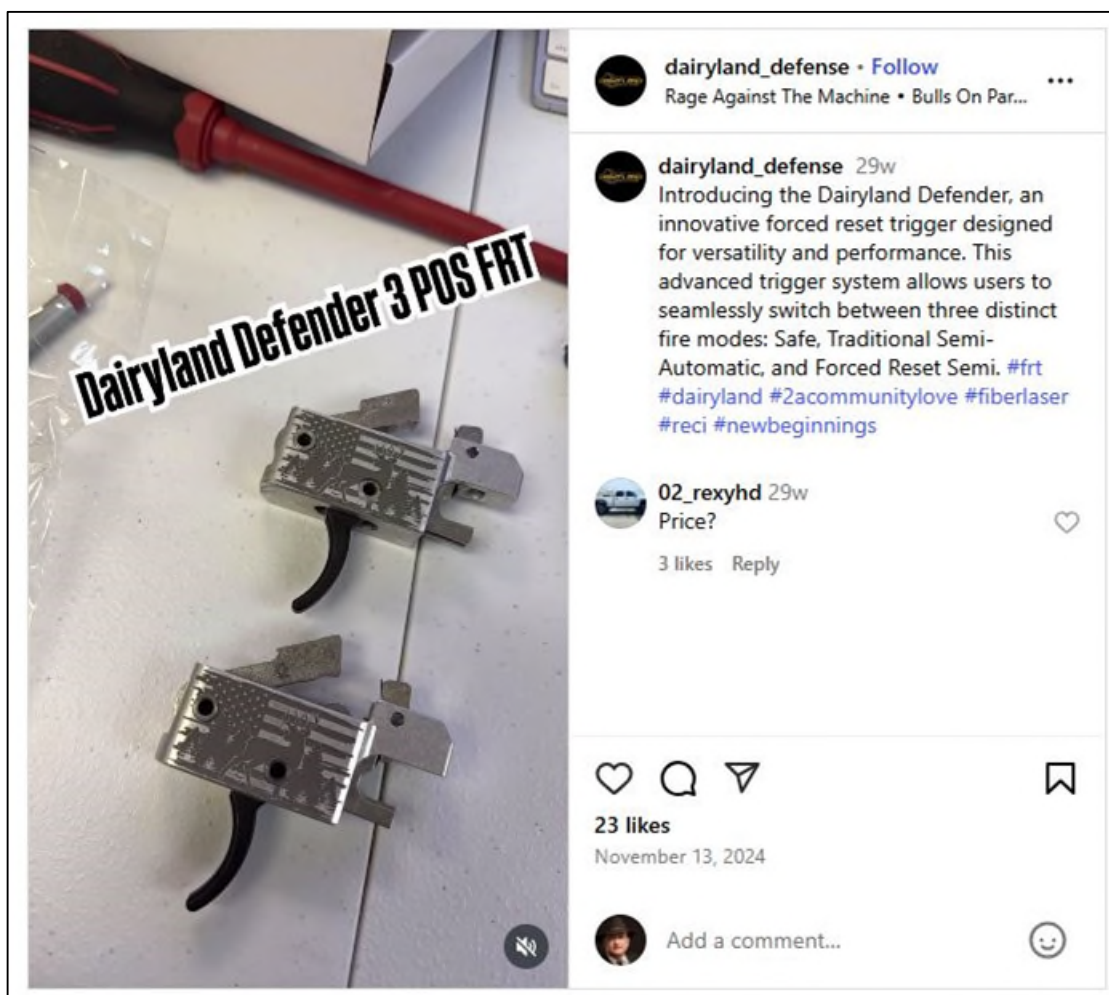 Dairyland Defender 3 POS FRT
dairyland_defense • Follow
Rage Against The Machine • Bulls On Par...
dairyland_defense 29w
Introducing the Dairyland Defender, an
innovative forced reset trigger designed
for versatility and performance. This
advanced trigger system allows users to
seamlessly switch between three distinct
fire modes: Safe, Traditional Semi-
Automatic, and Forced Reset Semi. #frt
#dairyland #2acommunitylove #fiberlaser
#reci #newbeginnings
02_rexyhd 29w
Price?
3 likes Reply
23 likes
November 13, 2024
Add a comment...